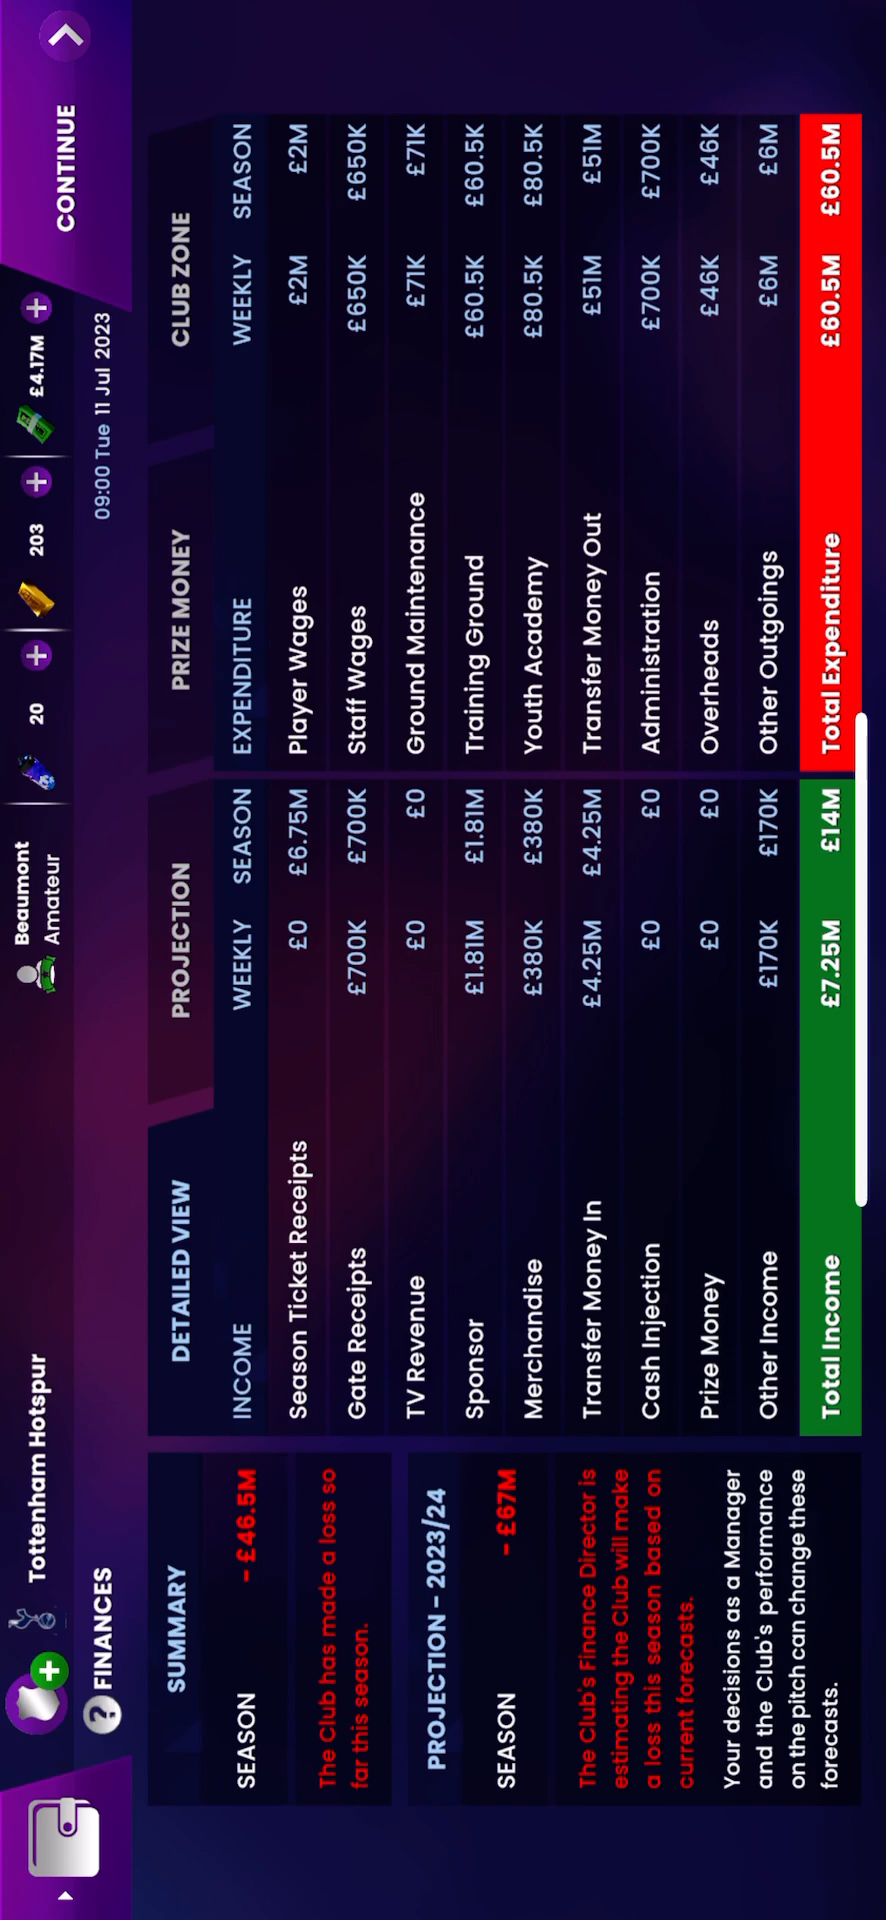 Tottenham Hotspur
Beaumont
Amateur
20
203
£4.17M
CONTINUE
? FINANCES
09:00 Tue 11 Jul 2023
SUMMARY
SEASON - £46.5M
The Club has made a loss so
far this season.
PROJECTION - 2023/24
SEASON - £67M
The Club's Finance Director is
estimating the Club will make
a loss this season based on
current forecasts.
Your decisions as a Manager
and the Club's performance
on the pitch can change these
forecasts.
DETAILED VIEW PROJECTION PRIZE MONEY CLUB ZONE
INCOME WEEKLY SEASON EXPENDITURE WEEKLY SEASON
Season Ticket Receipts £0 £6.75M Player Wages £2M £2M
Gate Receipts £700K £700K Staff Wages £650K £650K
TV Revenue £0 £0 Ground Maintenance £71K £71K
Sponsor £1.81M £1.81M Training Ground £60.5K £60.5K
Merchandise £380K £380K Youth Academy £80.5K £80.5K
Transfer Money In £4.25M £4.25M Transfer Money Out £51M £51M
Cash Injection £0 £0 Administration £700K £700K
Prize Money £0 £0 Overheads £46K £46K
Other Income £170K £170K Other Outgoings £6M £6M
Total Income £7.25M £14M Total Expenditure £60.5M £60.5M